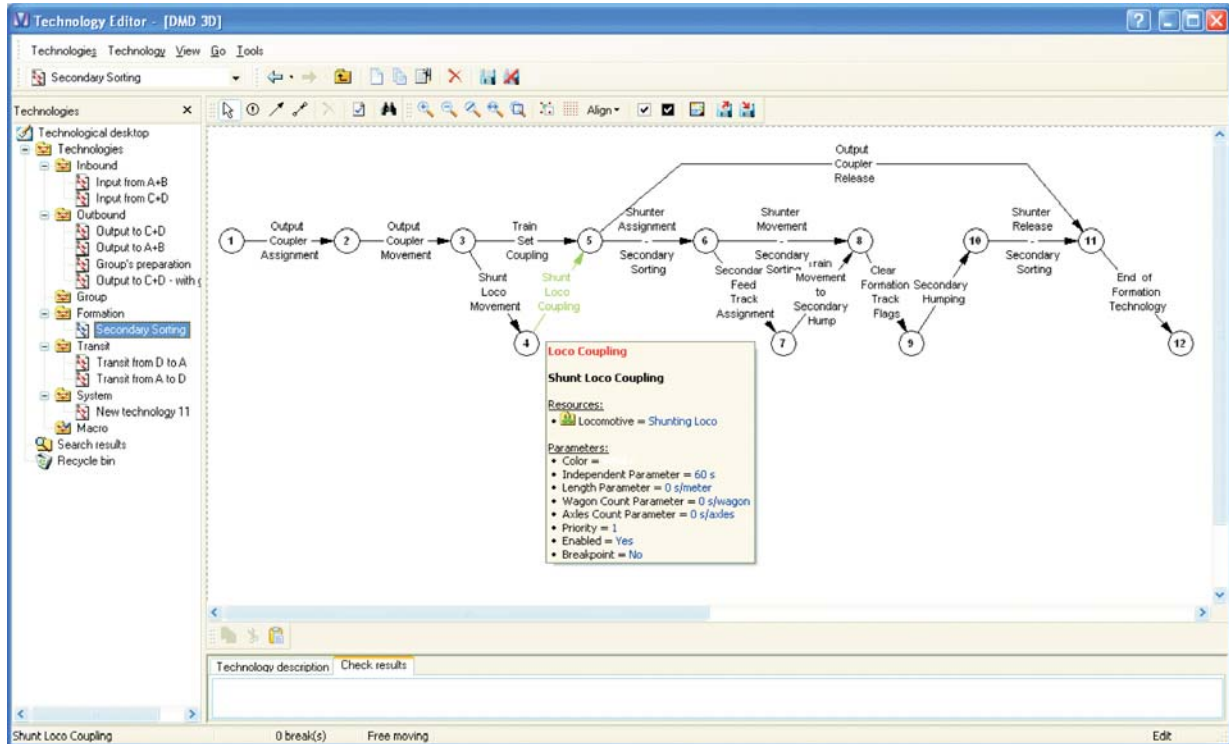 Technology Editor - [DMD 3D]
Technologies Technology View Go Tools
Secondary Sorting
Technologies
Align
Technological desktop
Technologies
Inbound
Input from A+B
Input from C+D
Outbound
Output to C+D
Output to A+B
Group's preparation
Output to C+D - with g
Group
Formation
Secondary Sorting
Transit
Transit from D to A
Transit from A to D
System
New technology 11
Macro
Search results
Recycle bin
Output
Coupler
Release
1
Output
Coupler
Assignment
2
Output
Coupler
Movement
3
Train
Set
Coupling
5
Shunter
Assignment
-
Secondary
Sorting
6
Shunter
Movement
-
Secondary
Sorting
8
10
Shunter
Release
-
Secondary
Sorting
11
Shunt
Loco
Movement
4
Shunt
Loco
Coupling
Secondar
Feed
Track
Assignment
7
Train
Movement
to
Secondary
Hump
Clear
Formation
Track
Flags
9
Secondary
Humping
End of
Formation
Technology
12
Loco Coupling
Shunt Loco Coupling
Resources:
• Locomotive = Shunting Loco
Parameters:
• Color =
• Independent Parameter = 60 s
• Length Parameter = 0 s/meter
• Wagon Count Parameter = 0 s/wagon
• Axles Count Parameter = 0 s/axles
• Priority = 1
• Enabled = Yes
• Breakpoint = No
Technology description Check results
Shunt Loco Coupling 0 break(s) Free moving Edit